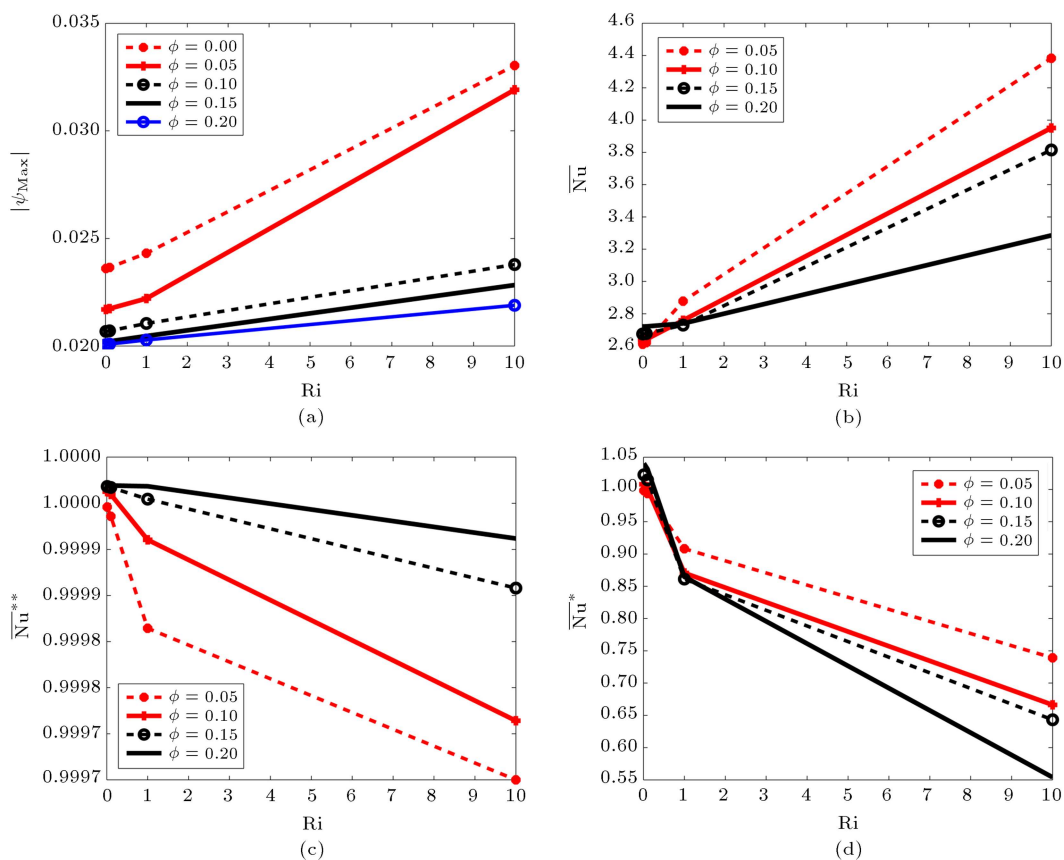 0.035
0.030
0.025
0.020
|ψMax|
ϕ = 0.00
ϕ = 0.05
ϕ = 0.10
ϕ = 0.15
ϕ = 0.20
0 1 2 3 4 5 6 7 8 9 10
Ri
(a)
4.6
4.4
4.2
4.0
3.8
3.6
3.4
3.2
3.0
2.8
2.6
N̅u̅
ϕ = 0.05
ϕ = 0.10
ϕ = 0.15
ϕ = 0.20
0 1 2 3 4 5 6 7 8 9 10
Ri
(b)
1.0000
1.0000
0.9999
0.9999
0.9998
0.9998
0.9997
0.9997
N̅u̅**
ϕ = 0.05
ϕ = 0.10
ϕ = 0.15
ϕ = 0.20
0 1 2 3 4 5 6 7 8 9 10
Ri
(c)
1.05
1.00
0.95
0.90
0.85
0.80
0.75
0.70
0.65
0.60
0.55
N̅u̅*
ϕ = 0.05
ϕ = 0.10
ϕ = 0.15
ϕ = 0.20
0 1 2 3 4 5 6 7 8 9 10
Ri
(d)